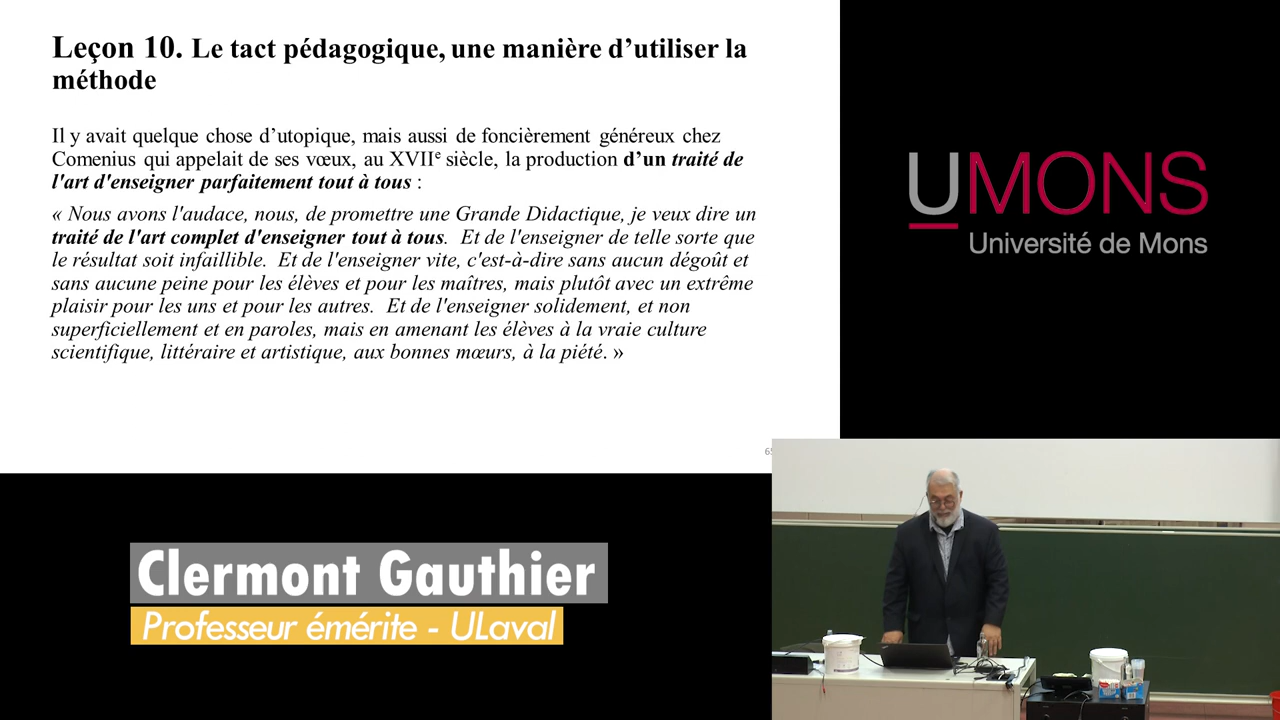 Leçon 10. Le tact pédagogique, une manière d’utiliser la
méthode
Il y avait quelque chose d’utopique, mais aussi de foncièrement généreux chez
Comenius qui appelait de ses vœux, au XVIIe siècle, la production d’un traité de
l'art d'enseigner parfaitement tout à tous :
« Nous avons l'audace, nous, de promettre une Grande Didactique, je veux dire un
traité de l'art complet d'enseigner tout à tous. Et de l'enseigner de telle sorte que
le résultat soit infaillible. Et de l'enseigner vite, c'est-à-dire sans aucun dégoût et
sans aucune peine pour les élèves et pour les maîtres, mais plutôt avec un extrême
plaisir pour les uns et pour les autres. Et de l'enseigner solidement, et non
superficiellement et en paroles, mais en amenant les élèves à la vraie culture
scientifique, littéraire et artistique, aux bonnes mœurs, à la piété. »
UMONS
Université de Mons
Clermont Gauthier
Professeur émérite - ULaval